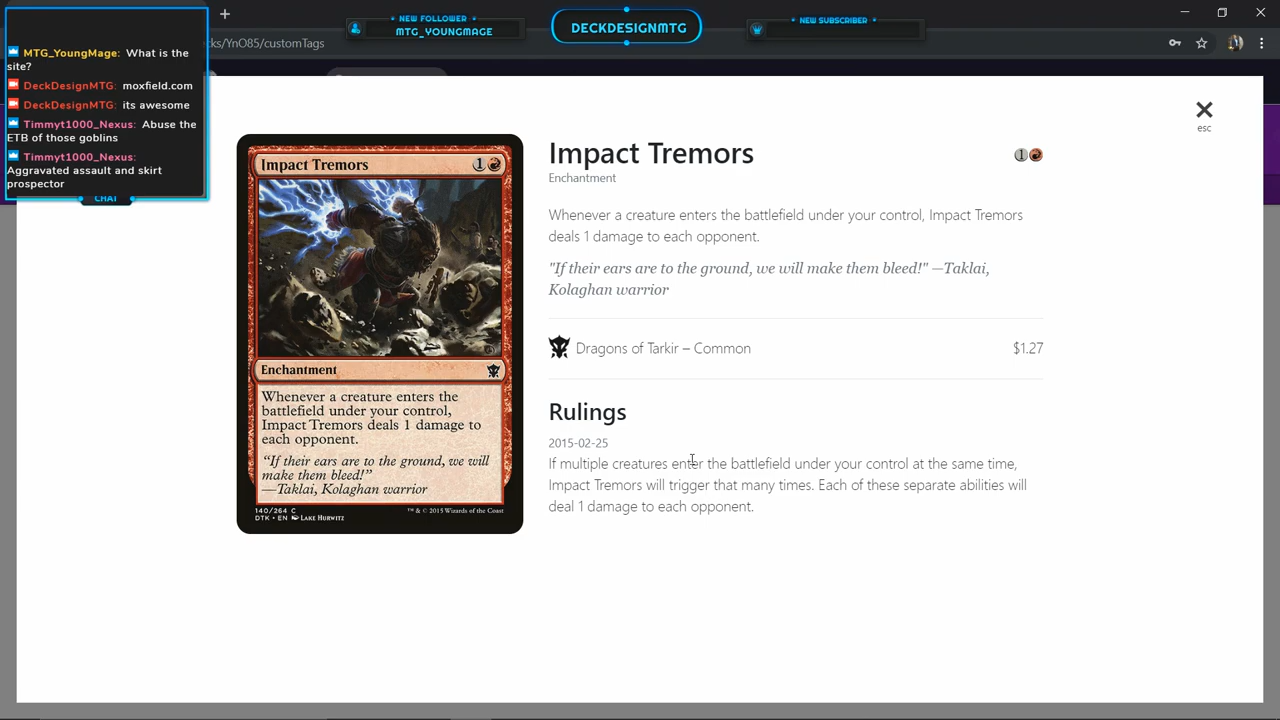 NEW FOLLOWER
MTG_YOUNGMAGE
DECKDESIGNMTG
NEW SUBSCRIBER
cks/YnO85/customTags
MTG_YoungMage: What is the
site?
DeckDesignMTG: moxfield.com
DeckDesignMTG: its awesome
Timmyt1000_Nexus: Abuse the
ETB of those goblins
Timmyt1000_Nexus:
Aggravated assault and skirt
prospector
CHAT
esc
Impact Tremors 1
Enchantment
Whenever a creature enters the
battlefield under your control,
Impact Tremors deals 1 damage to
each opponent.
“If their ears are to the ground, we will
make them bleed!”
—Taklai, Kolaghan warrior
140/264 C
DTK • EN LAKE HURWITZ
™ & © 2015 Wizards of the Coast
Impact Tremors 1
Enchantment
Whenever a creature enters the battlefield under your control, Impact Tremors
deals 1 damage to each opponent.
"If their ears are to the ground, we will make them bleed!" —Taklai,
Kolaghan warrior
Dragons of Tarkir – Common $1.27
Rulings
2015-02-25
If multiple creatures enter the battlefield under your control at the same time,
Impact Tremors will trigger that many times. Each of these separate abilities will
deal 1 damage to each opponent.